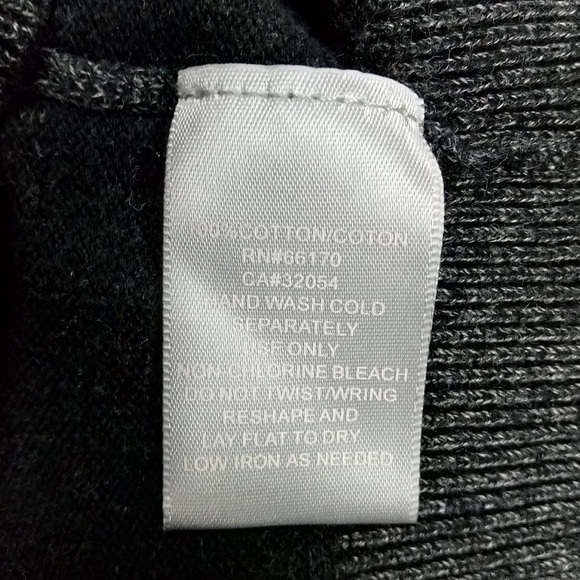 100%COTTON/COTON
RN#66170
CA#32054
HAND WASH COLD
SEPARATELY
USE ONLY
NON-CHLORINE BLEACH
DO NOT TWIST/WRING
RESHAPE AND
LAY FLAT TO DRY
LOW IRON AS NEEDED